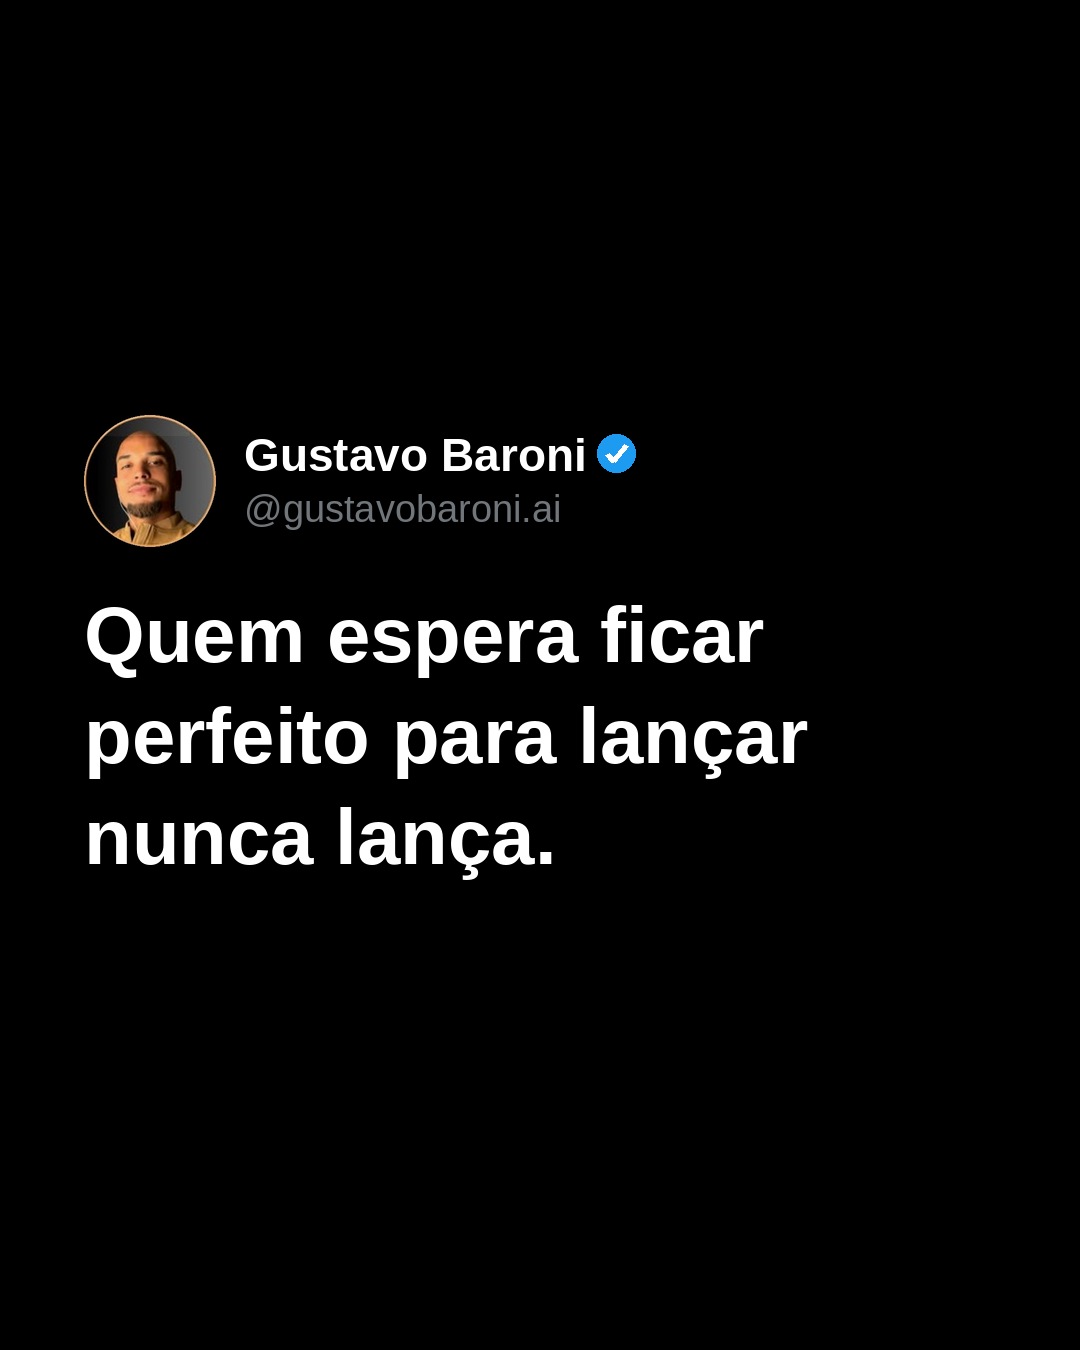 Gustavo Baroni
@gustavobaroni.ai
Quem espera ficar
perfeito para lançar
nunca lança.